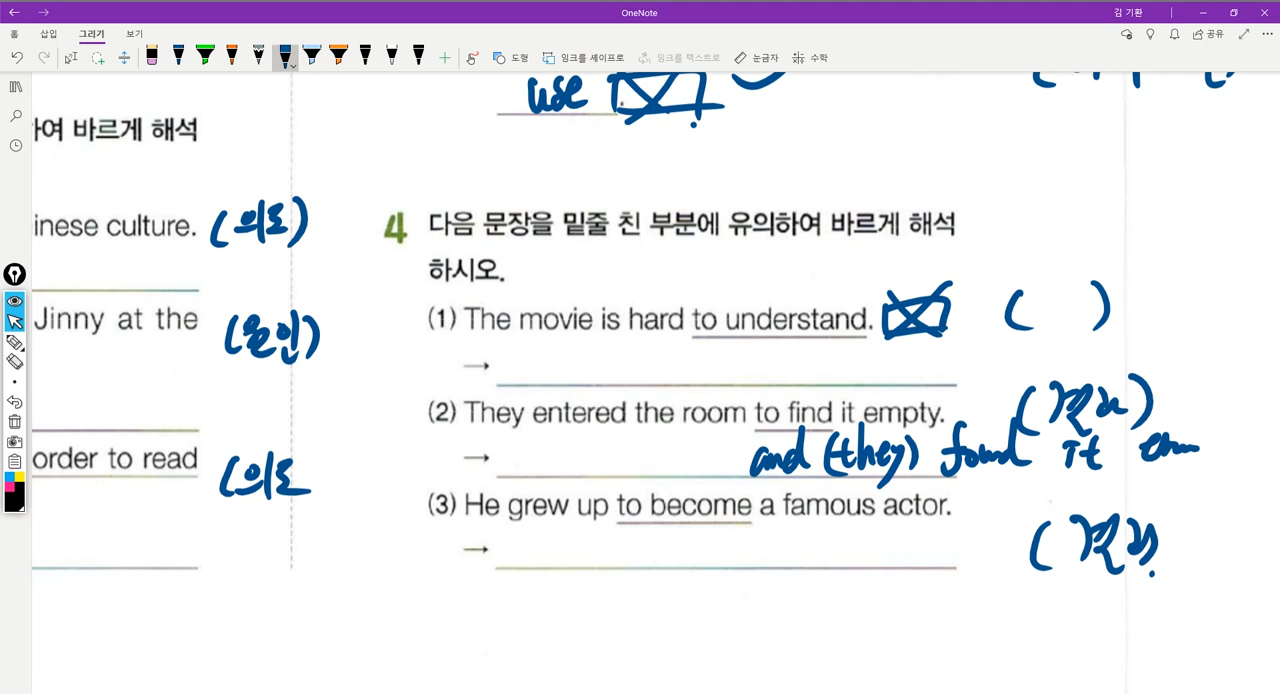 OneNote
김 기환
홈 삽입 그리기 보기
공유
도형 잉크를 셰이프로 잉크를 텍스트로 눈금자 수학
use
하여 바르게 해석
inese culture. (의도)
Jinny at the (원인)
order to read (의도
4 다음 문장을 밑줄 친 부분에 유의하여 바르게 해석
하시오.
(1) The movie is hard to understand. ( )
→
(2) They entered the room to find it empty. (결과)
→ and (they) found it
(3) He grew up to become a famous actor. (결과)
→